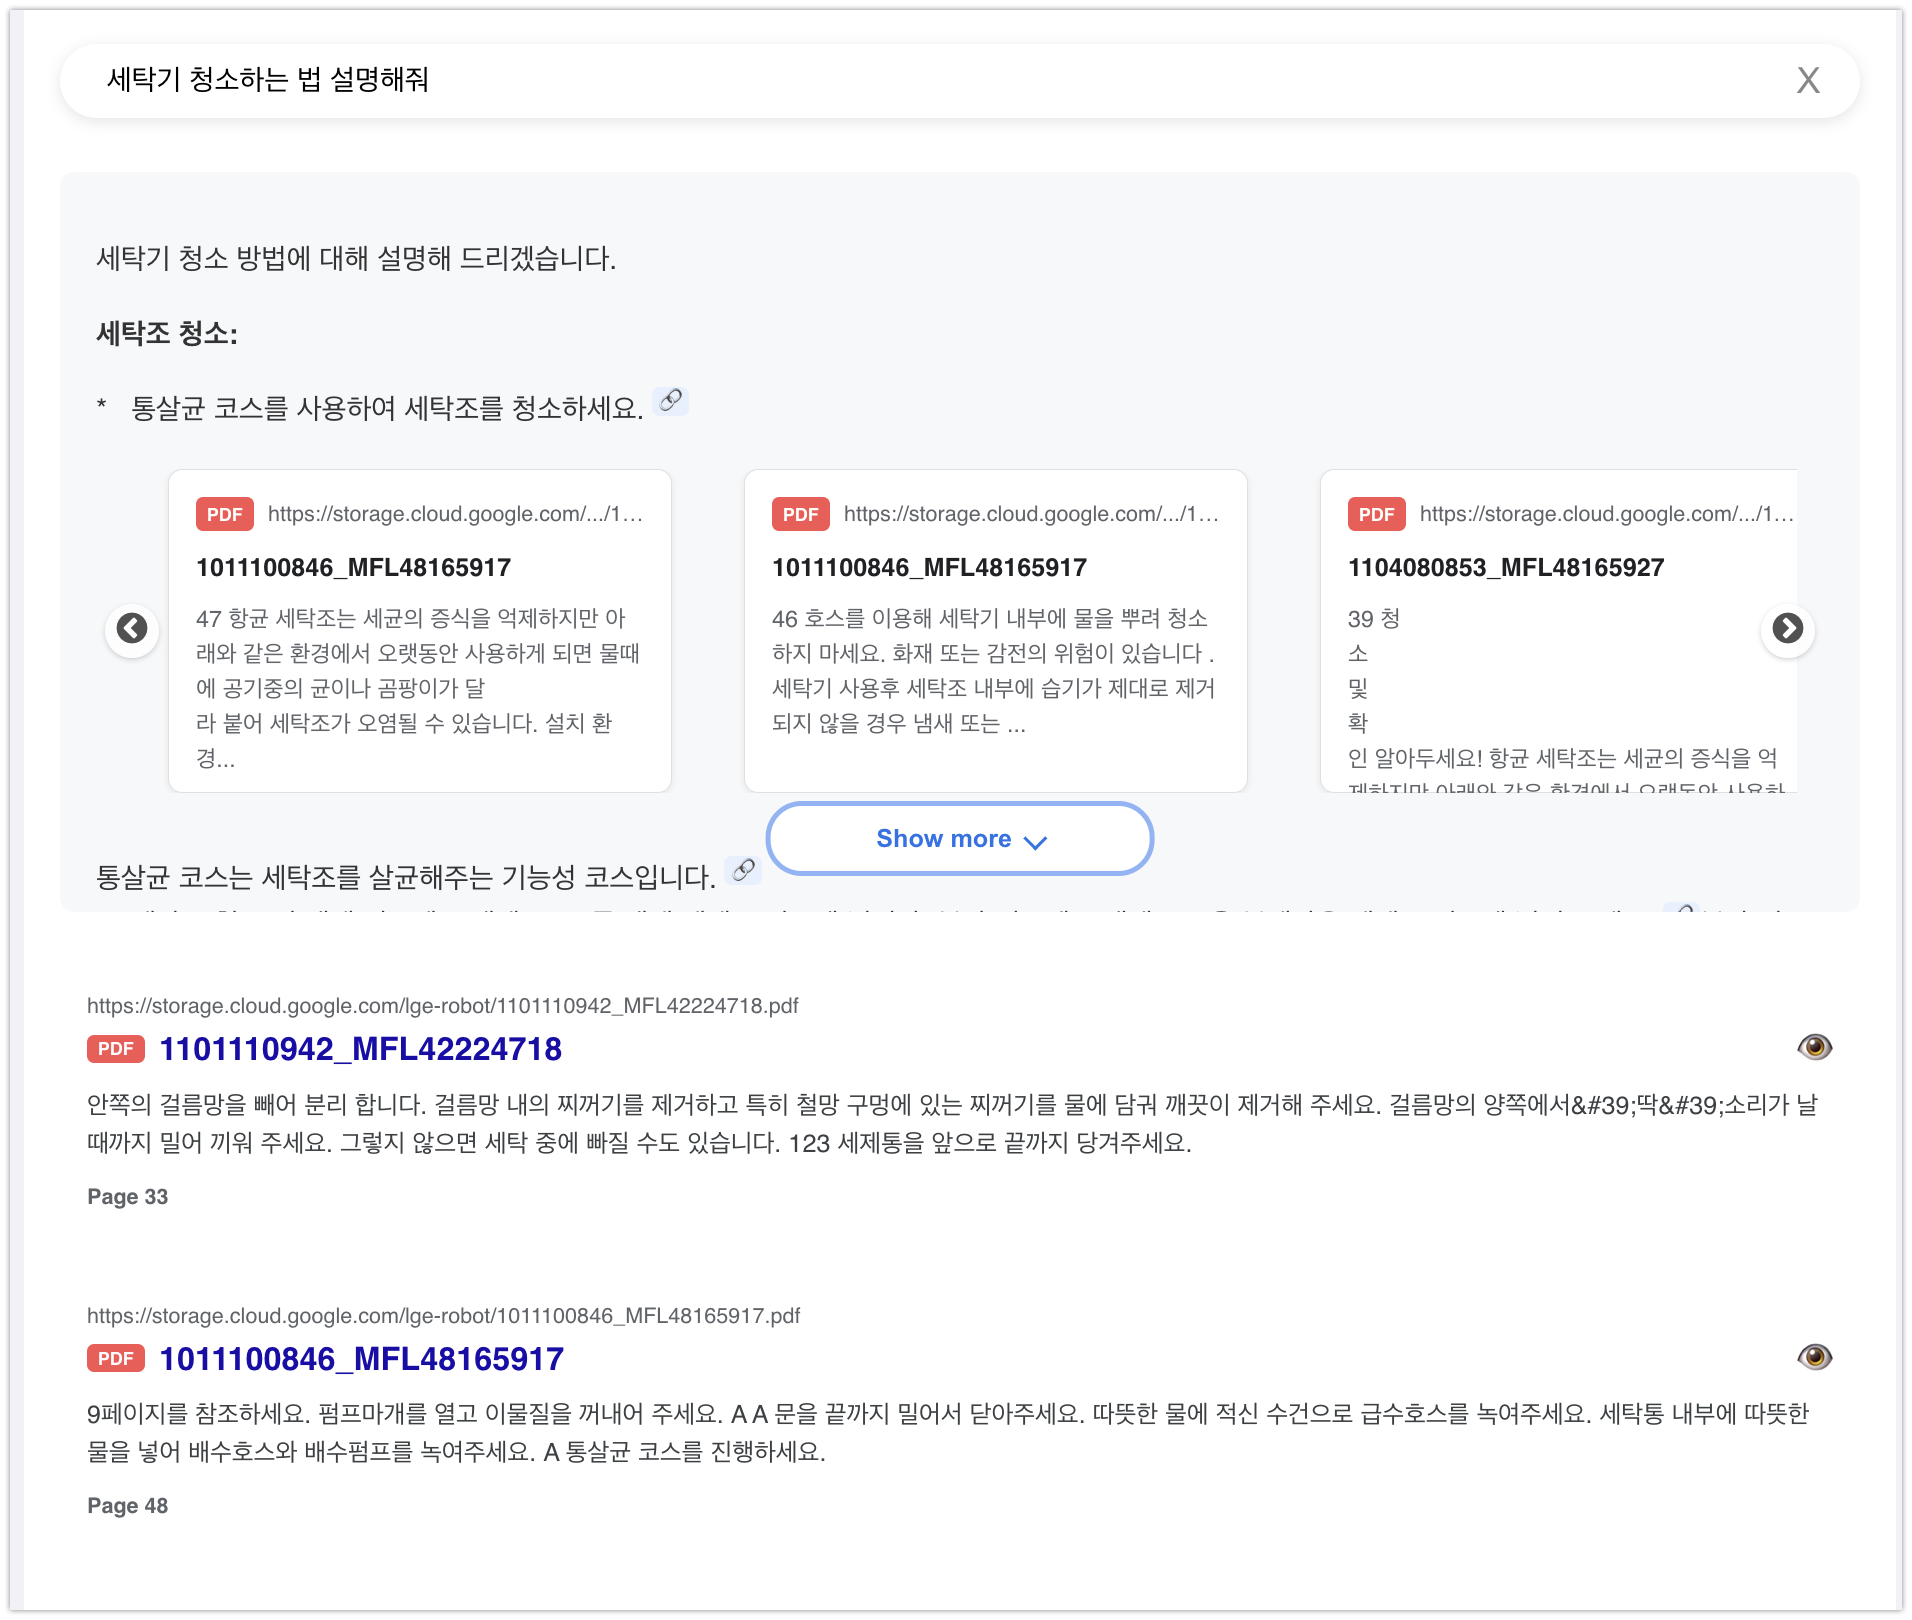 세탁기 청소하는 법 설명해줘 X
세탁기 청소 방법에 대해 설명해 드리겠습니다.
세탁조 청소:
* 통살균 코스를 사용하여 세탁조를 청소하세요.
PDF https://storage.cloud.google.com/.../1...
1011100846_MFL48165917
47 항균 세탁조는 세균의 증식을 억제하지만 아
래와 같은 환경에서 오랫동안 사용하게 되면 물때
에 공기중의 균이나 곰팡이가 달
라 붙어 세탁조가 오염될 수 있습니다. 설치 환
경...
PDF https://storage.cloud.google.com/.../1...
1011100846_MFL48165917
46 호스를 이용해 세탁기 내부에 물을 뿌려 청소
하지 마세요. 화재 또는 감전의 위험이 있습니다 .
세탁기 사용후 세탁조 내부에 습기가 제대로 제거
되지 않을 경우 냄새 또는 ...
PDF https://storage.cloud.google.com/.../1...
1104080853_MFL48165927
39 청
소
및
확
인 알아두세요! 항균 세탁조는 세균의 증식을 억
제하지만 아래와 같은 환경에서 오랫동안 사용하
Show more
통살균 코스는 세탁조를 살균해주는 기능성 코스입니다.
https://storage.cloud.google.com/lge-robot/1101110942_MFL42224718.pdf
PDF 1101110942_MFL42224718
안쪽의 걸름망을 빼어 분리 합니다. 걸름망 내의 찌꺼기를 제거하고 특히 철망 구멍에 있는 찌꺼기를 물에 담궈 깨끗이 제거해 주세요. 걸름망의 양쪽에서&#39;딱&#39;소리가 날
때까지 밀어 끼워 주세요. 그렇지 않으면 세탁 중에 빠질 수도 있습니다. 123 세제통을 앞으로 끝까지 당겨주세요.
Page 33
https://storage.cloud.google.com/lge-robot/1011100846_MFL48165917.pdf
PDF 1011100846_MFL48165917
9페이지를 참조하세요. 펌프마개를 열고 이물질을 꺼내어 주세요. A A 문을 끝까지 밀어서 닫아주세요. 따뜻한 물에 적신 수건으로 급수호스를 녹여주세요. 세탁통 내부에 따뜻한
물을 넣어 배수호스와 배수펌프를 녹여주세요. A 통살균 코스를 진행하세요.
Page 48